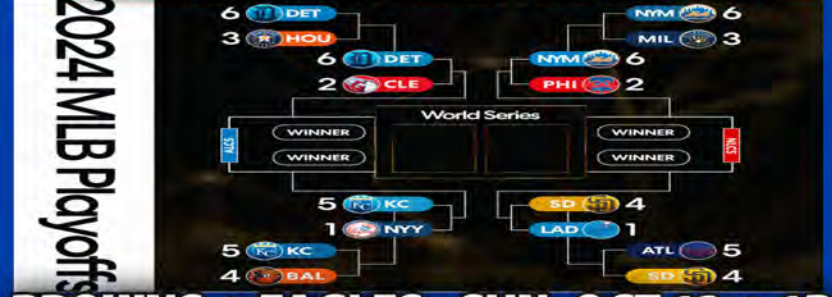 2024 MLB Playoffs
6 DET
3 HOU
6 DET
2 CLE
NYM 6
MIL 3
NYM 6
PHI 2
World Series
ALCS
WINNER
WINNER
WINNER
WINNER
NLCS
5 KC
1 NYY
5 KC
4 BAL
SD 4
LAD 1
ATL 5
SD 4